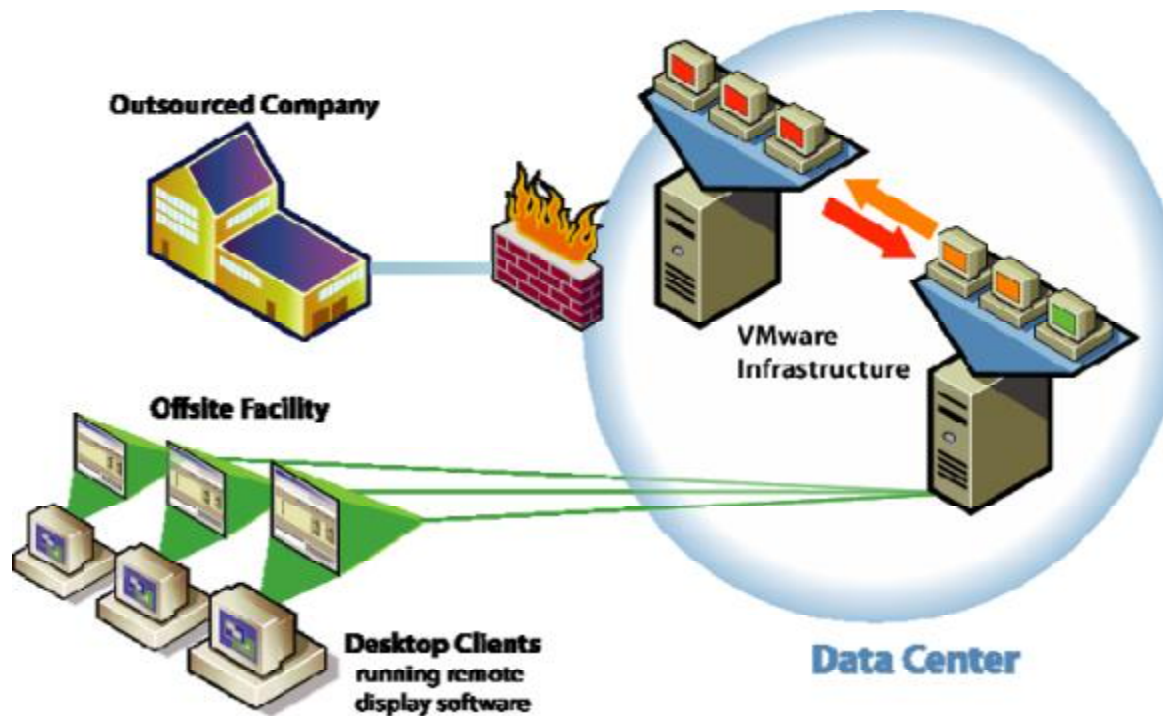 Outsourced Company
VMware
Infrastructure
Offsite Facility
Desktop Clients
running remote
display software
Data Center